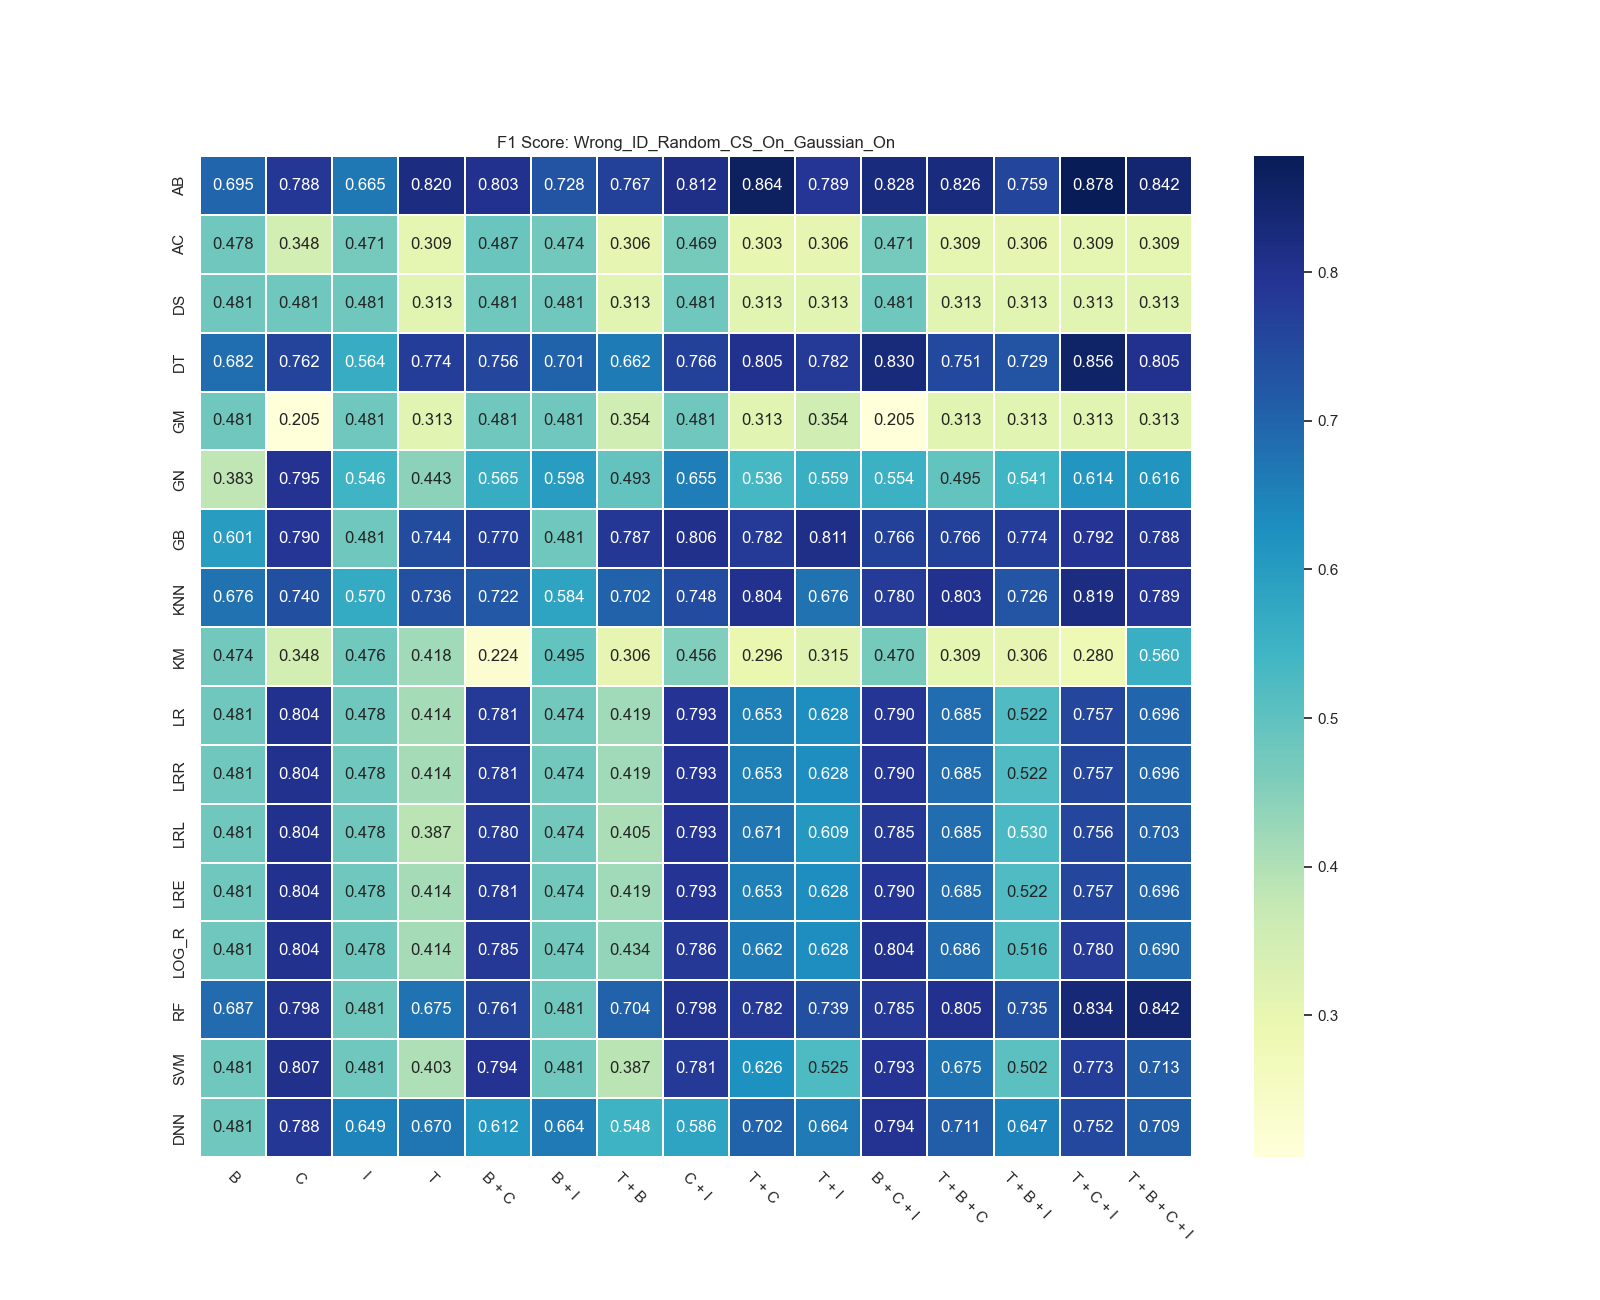 F1 Score: Wrong_ID_Random_CS_On_Gaussian_On
AB 0.695 0.788 0.665 0.820 0.803 0.728 0.767 0.812 0.864 0.789 0.828 0.826 0.759 0.878 0.842
AC 0.478 0.348 0.471 0.309 0.487 0.474 0.306 0.469 0.303 0.306 0.471 0.309 0.306 0.309 0.309
DS 0.481 0.481 0.481 0.313 0.481 0.481 0.313 0.481 0.313 0.313 0.481 0.313 0.313 0.313 0.313
DT 0.682 0.762 0.564 0.774 0.756 0.701 0.662 0.766 0.805 0.782 0.830 0.751 0.729 0.856 0.805
GM 0.481 0.205 0.481 0.313 0.481 0.481 0.354 0.481 0.313 0.354 0.205 0.313 0.313 0.313 0.313
GN 0.383 0.795 0.546 0.443 0.565 0.598 0.493 0.655 0.536 0.559 0.554 0.495 0.541 0.614 0.616
GB 0.601 0.790 0.481 0.744 0.770 0.481 0.787 0.806 0.782 0.811 0.766 0.766 0.774 0.792 0.788
KNN 0.676 0.740 0.570 0.736 0.722 0.584 0.702 0.748 0.804 0.676 0.780 0.803 0.726 0.819 0.789
KM 0.474 0.348 0.476 0.418 0.224 0.495 0.306 0.456 0.296 0.315 0.470 0.309 0.306 0.280 0.560
LR 0.481 0.804 0.478 0.414 0.781 0.474 0.419 0.793 0.653 0.628 0.790 0.685 0.522 0.757 0.696
LRR 0.481 0.804 0.478 0.414 0.781 0.474 0.419 0.793 0.653 0.628 0.790 0.685 0.522 0.757 0.696
LRL 0.481 0.804 0.478 0.387 0.780 0.474 0.405 0.793 0.671 0.609 0.785 0.685 0.530 0.756 0.703
LRE 0.481 0.804 0.478 0.414 0.781 0.474 0.419 0.793 0.653 0.628 0.790 0.685 0.522 0.757 0.696
LOG_R 0.481 0.804 0.478 0.414 0.785 0.474 0.434 0.786 0.662 0.628 0.804 0.686 0.516 0.780 0.690
RF 0.687 0.798 0.481 0.675 0.761 0.481 0.704 0.798 0.782 0.739 0.785 0.805 0.735 0.834 0.842
SVM 0.481 0.807 0.481 0.403 0.794 0.481 0.387 0.781 0.626 0.525 0.793 0.675 0.502 0.773 0.713
DNN 0.481 0.788 0.649 0.670 0.612 0.664 0.548 0.586 0.702 0.664 0.794 0.711 0.647 0.752 0.709
B C I T B + C B + I T + B C + I T + C T + I B + C + I T + B + C T + B + I T + C + I T + B + C + I
0.8
0.7
0.6
0.5
0.4
0.3